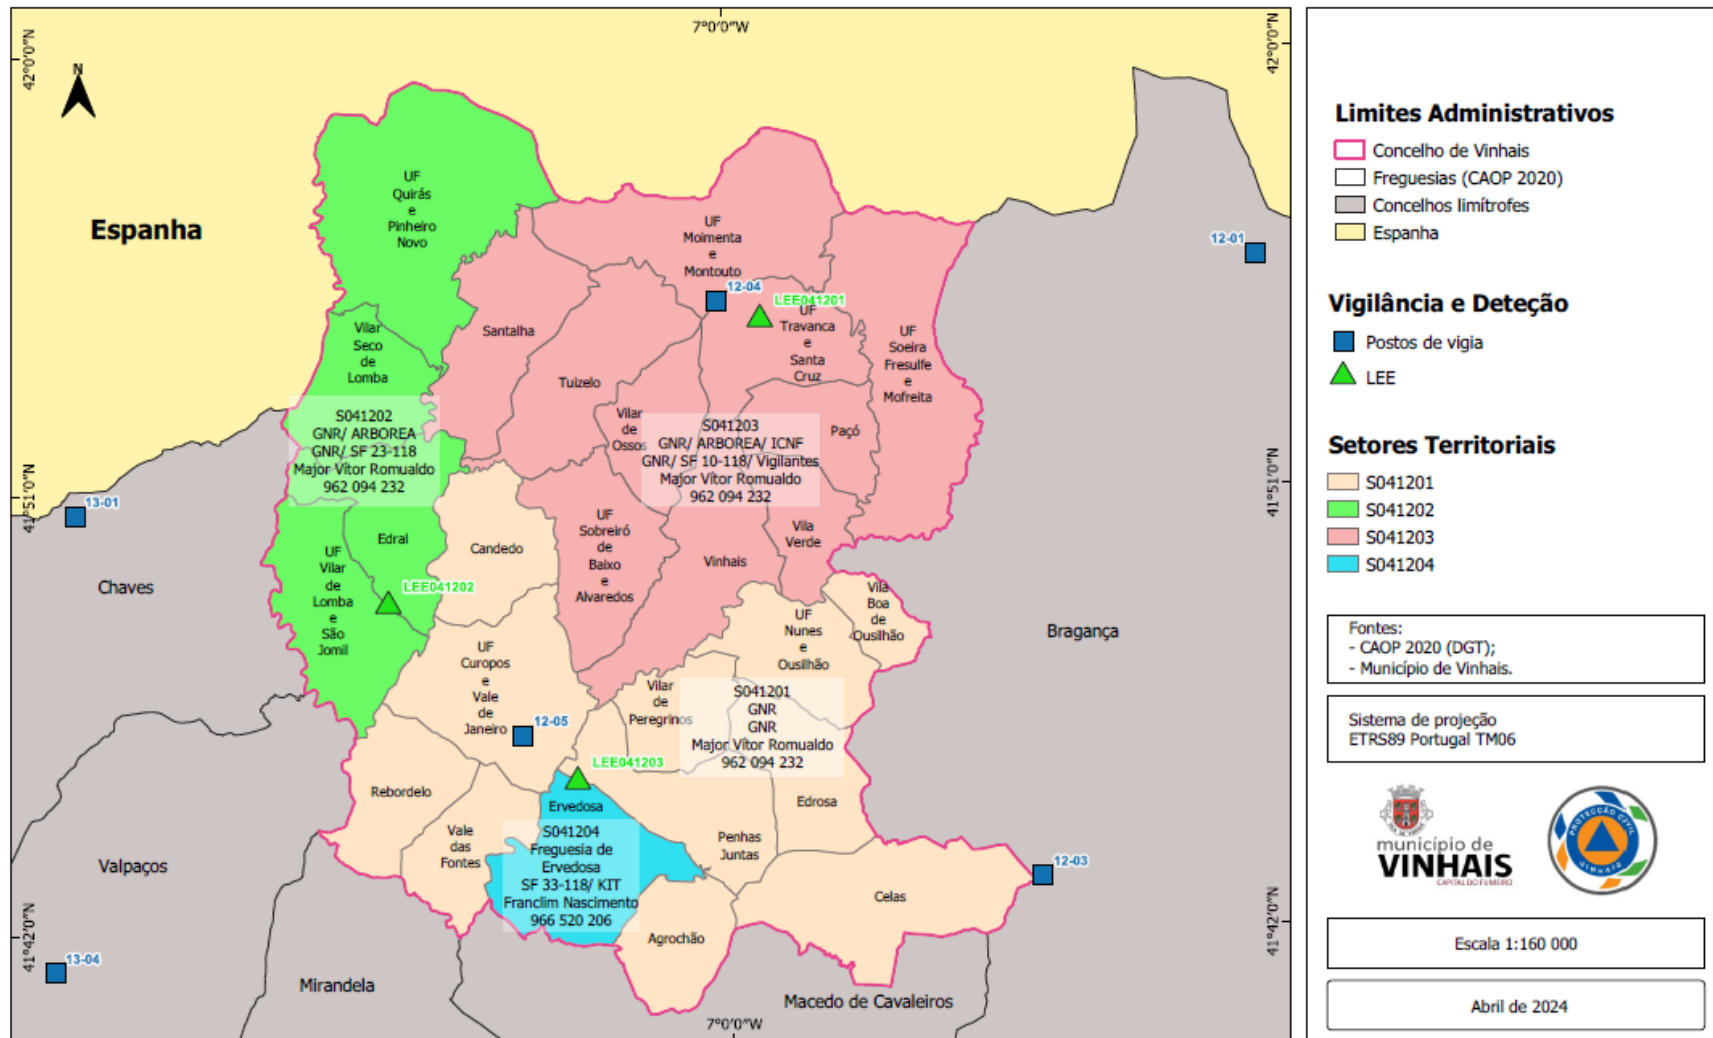 7°0'0"W
42°0'0"N
42°0'0"N
N
Espanha
UF
Quirás
e
Pinheiro
Novo
UF
Moimenta
e
Montouto
12-01
12-04
LEE041201
UF
Travanca
e
Santa
Cruz
Santalha
UF
Soeira
Fresulfe
e
Mofreita
Vilar
Seco
de
Lomba
Tuizelo
Vilar
de
Ossos
Paçó
S041202
GNR/ ARBOREA
GNR/ SF 23-118
Major Vítor Romualdo
962 094 232
S041203
GNR/ ARBOREA/ ICNF
GNR/ SF 10-118/ Vigilantes
Major Vítor Romualdo
962 094 232
41°51'0"N
41°51'0"N
13-01
Edral
Candedo
UF
Sobreiró
de
Baixo
e
Alvaredos
Vila
Verde
Vinhais
UF
Vilar
de
Lomba
e
São
Jomil
LEE041202
Chaves
Vila
Boa
de
Ousilhão
UF
Nunes
e
Ousilhão
Bragança
UF
Curopos
e
Vale
de
Janeiro
Vilar
de
Peregrinos
S041201
GNR
GNR
Major Vítor Romualdo
962 094 232
12-05
LEE041203
Rebordelo
Ervedosa
Edrosa
Vale
das
Fontes
Penhas
Juntas
S041204
Freguesia de
Ervedosa
SF 33-118/ KIT
Franclim Nascimento
966 520 206
Valpaços
12-03
Celas
Agrochão
41°42'0"N
41°42'0"N
13-04
Mirandela
Macedo de Cavaleiros
7°0'0"W
Limites Administrativos
Concelho de Vinhais
Freguesias (CAOP 2020)
Concelhos limítrofes
Espanha
Vigilância e Deteção
Postos de vigia
LEE
Setores Territoriais
S041201
S041202
S041203
S041204
Fontes:
- CAOP 2020 (DGT);
- Município de Vinhais.
Sistema de projeção
ETRS89 Portugal TM06
município de
VINHAIS
CAPITAL DO FUMEIRO
PROTECÇÃO CIVIL
VINHAIS
Escala 1:160 000
Abril de 2024